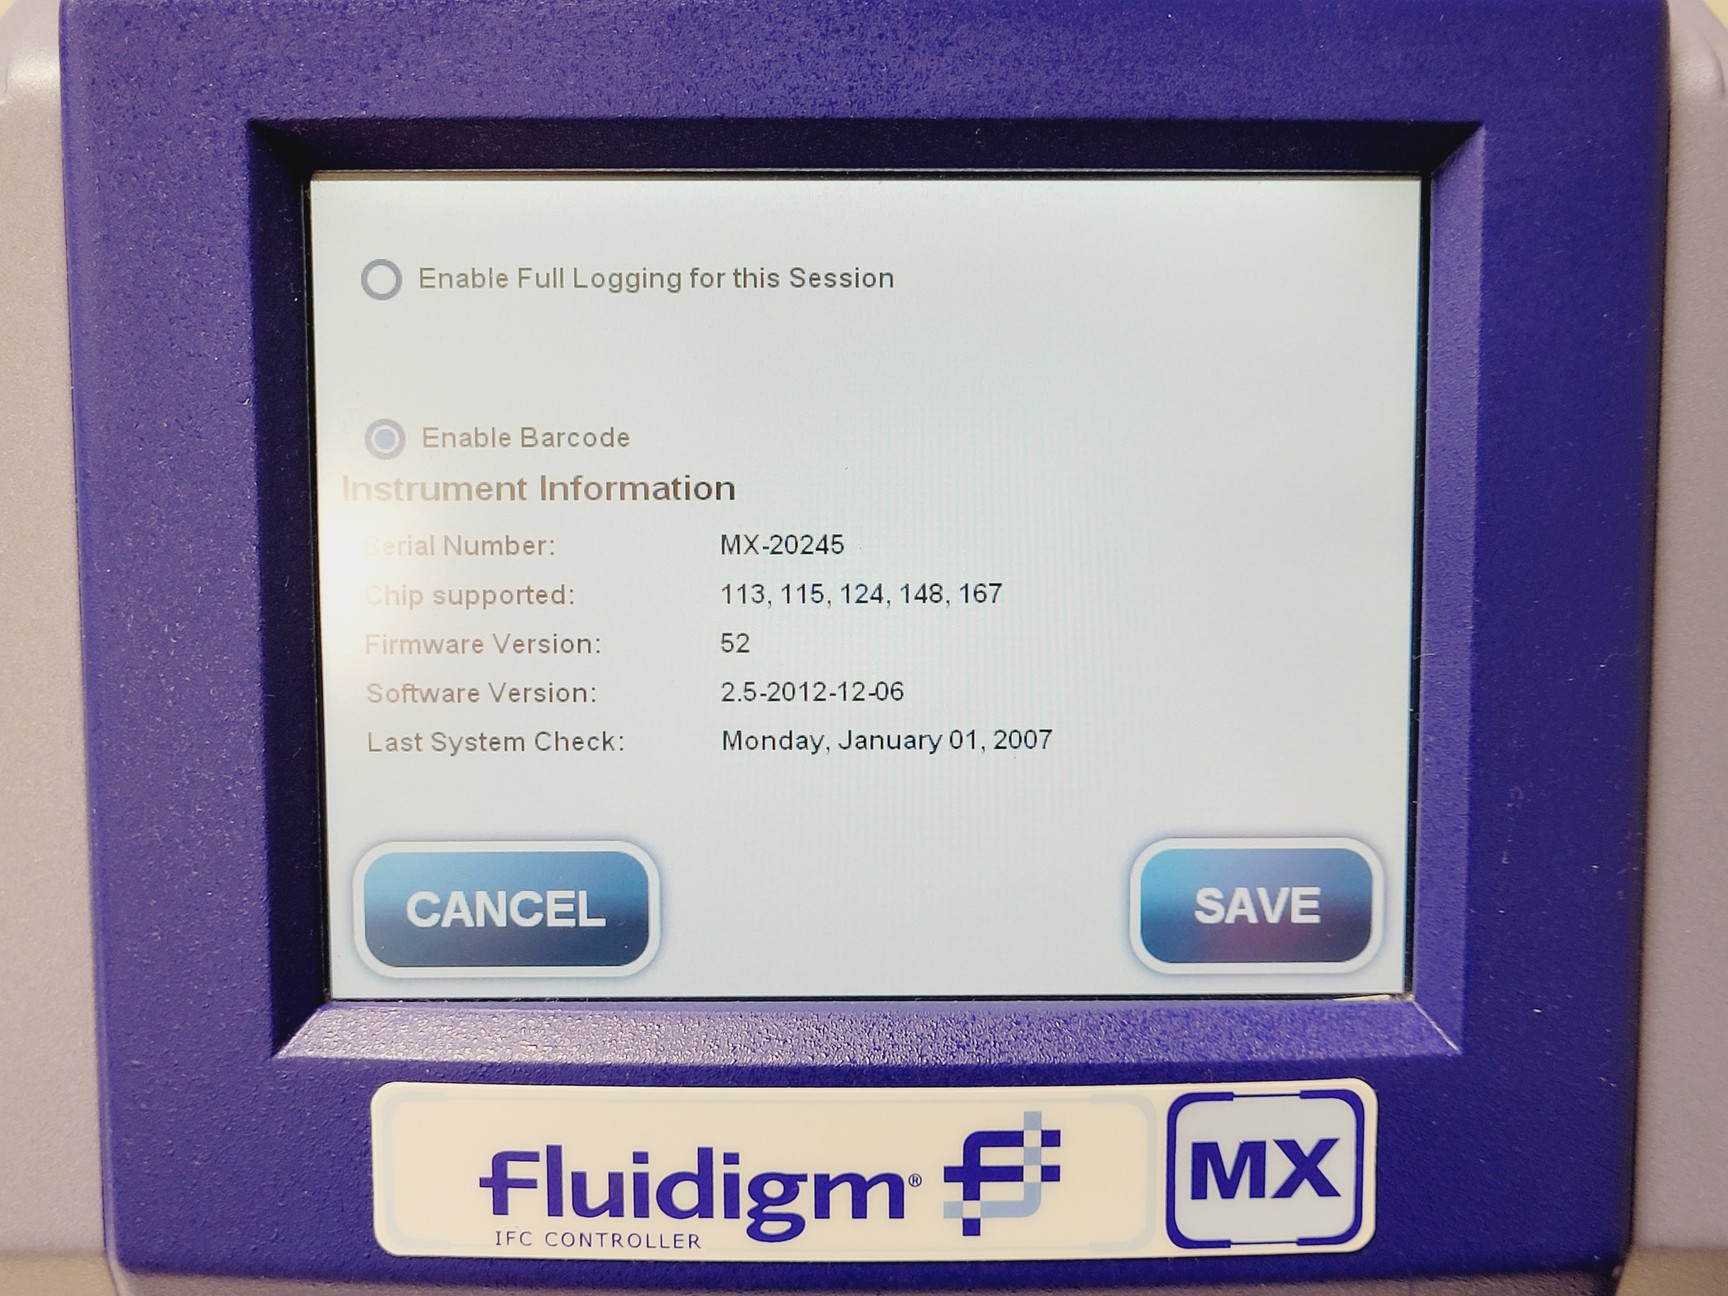 Enable Full Logging for this Session
Enable Barcode
Instrument Information
Serial Number: MX-20245
Chip supported: 113, 115, 124, 148, 167
Firmware Version: 52
Software Version: 2.5-2012-12-06
Last System Check: Monday, January 01, 2007
CANCEL SAVE
fluidigm® MX
IFC CONTROLLER